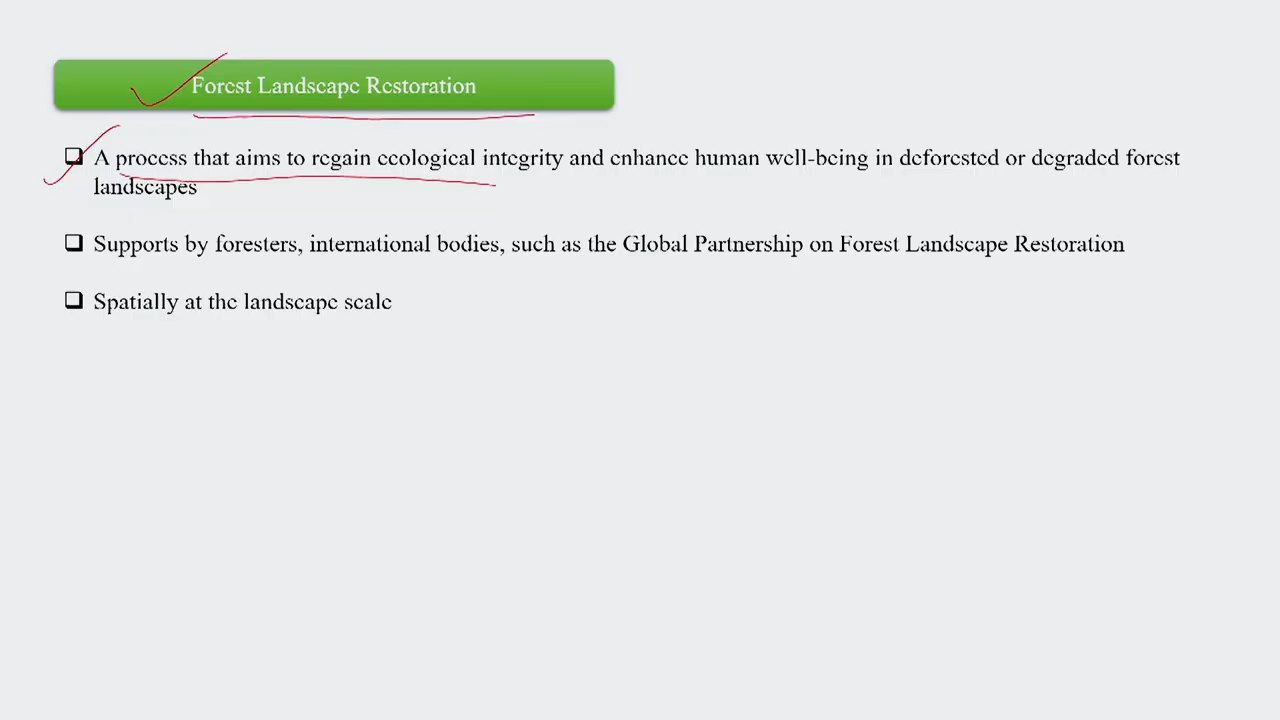 Forest Landscape Restoration
A process that aims to regain ecological integrity and enhance human well-being in deforested or degraded forest
landscapes
Supports by foresters, international bodies, such as the Global Partnership on Forest Landscape Restoration
Spatially at the landscape scale